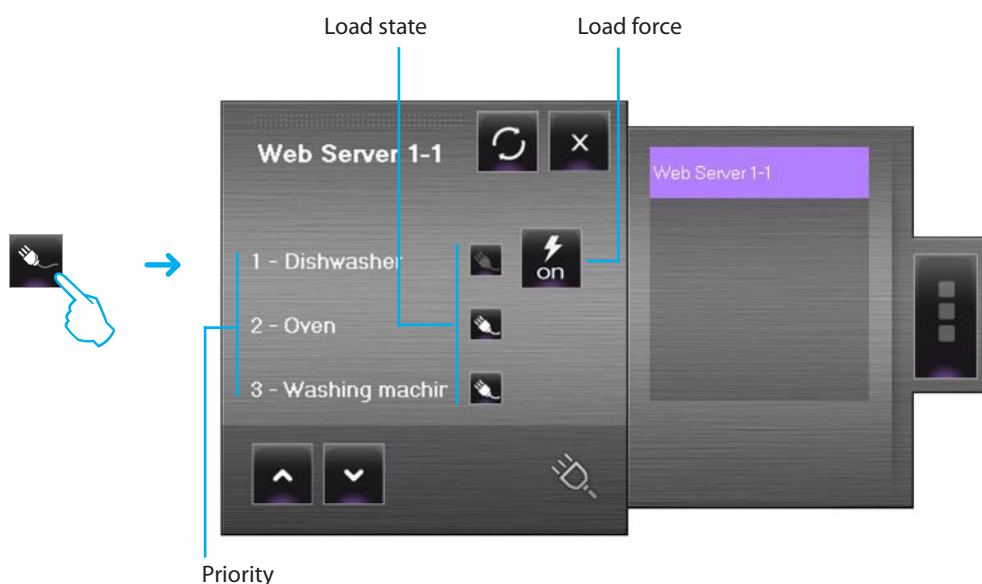 Load state
Load force
Web Server 1-1
Web Server 1-1
1 - Dishwasher
on
2 - Oven
3 - Washing machin
Priority